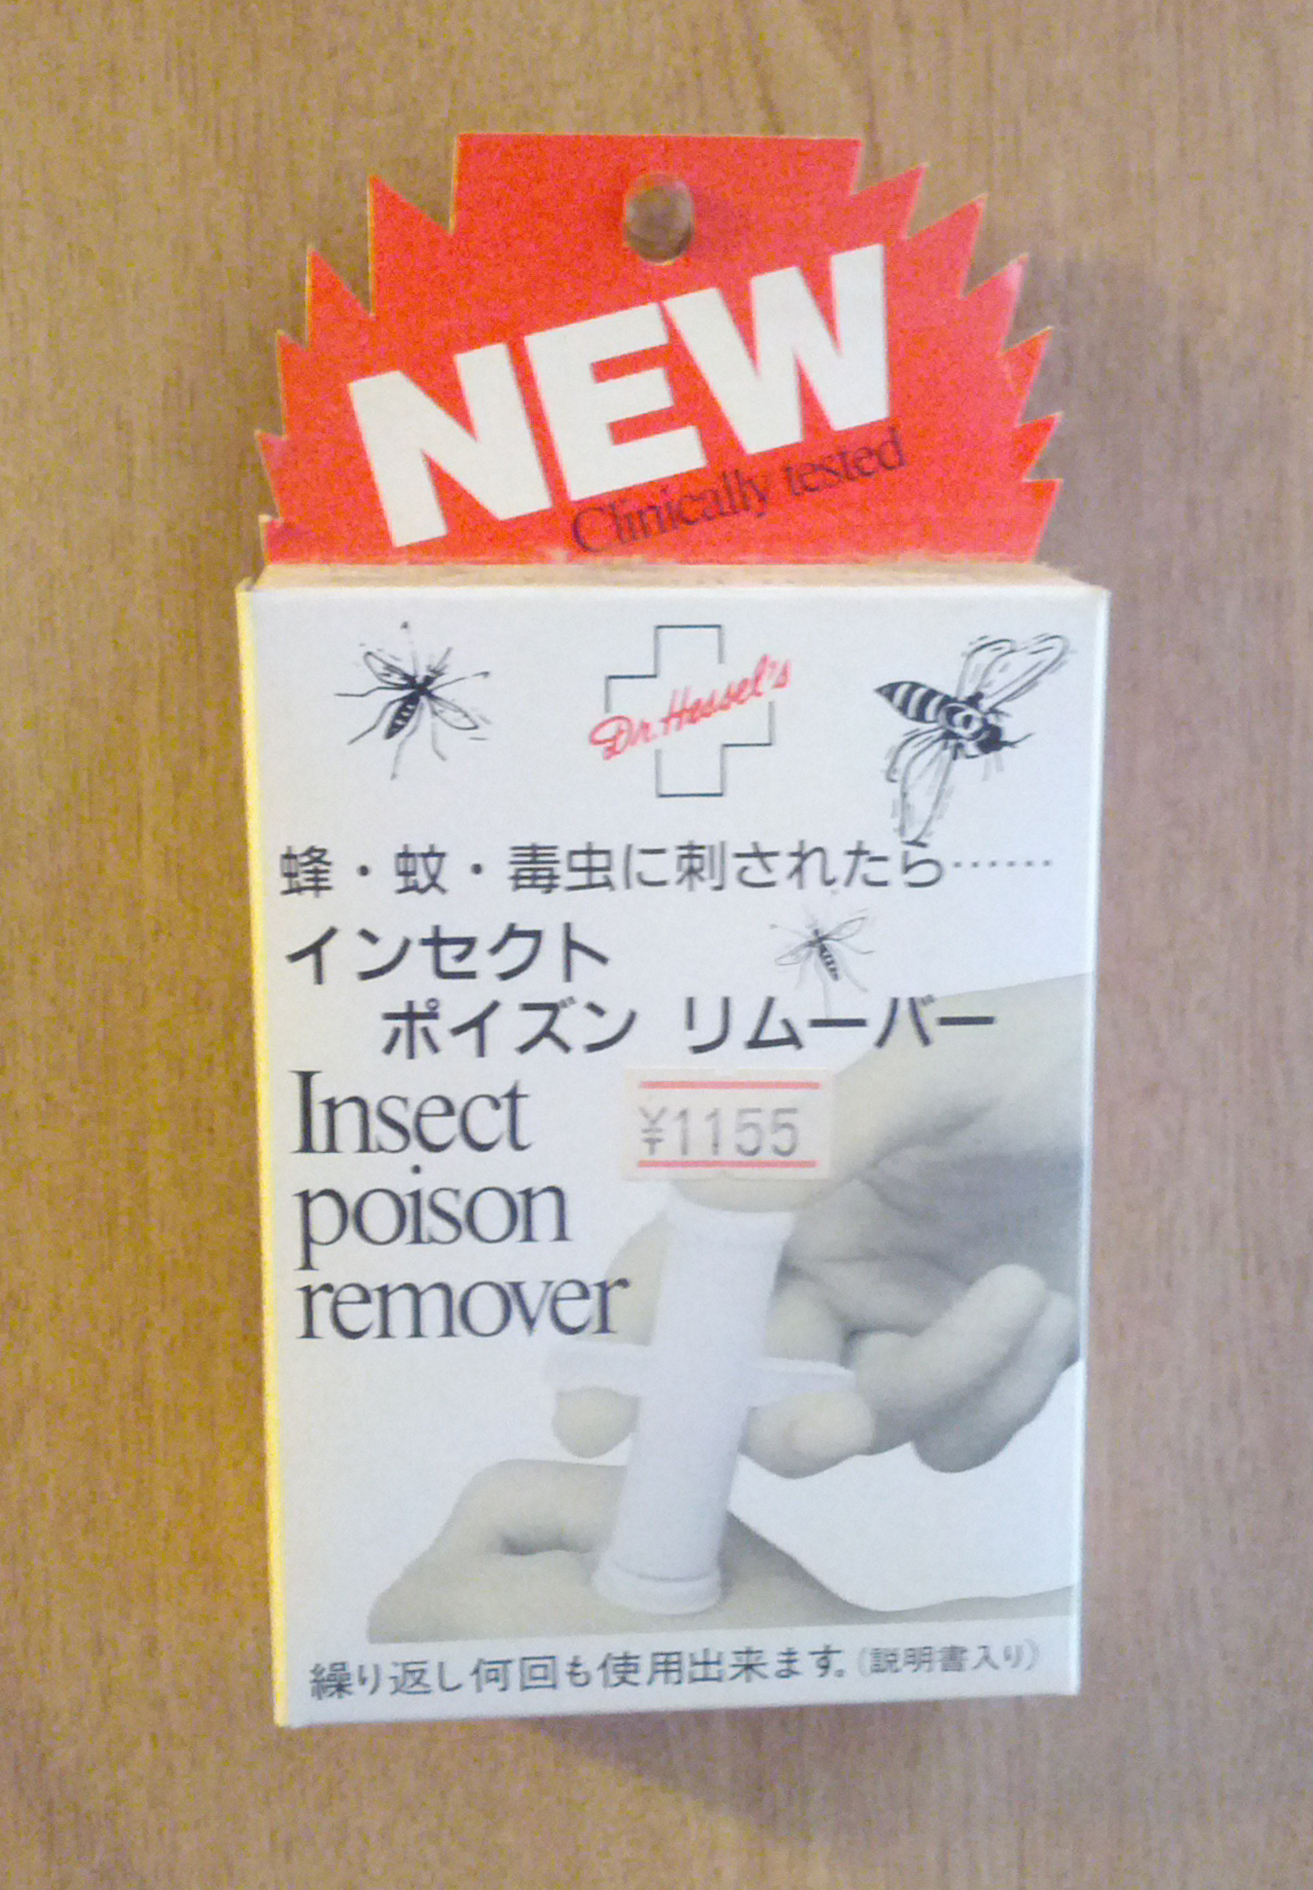 NEW
Clinically tested
Dr. Hessel's
蜂・蚊・毒虫に刺されたら……
インセクト
ポイズン リムーバー
¥1155
Insect
poison
remover
繰り返し何回も使用出来ます。(説明書入り)